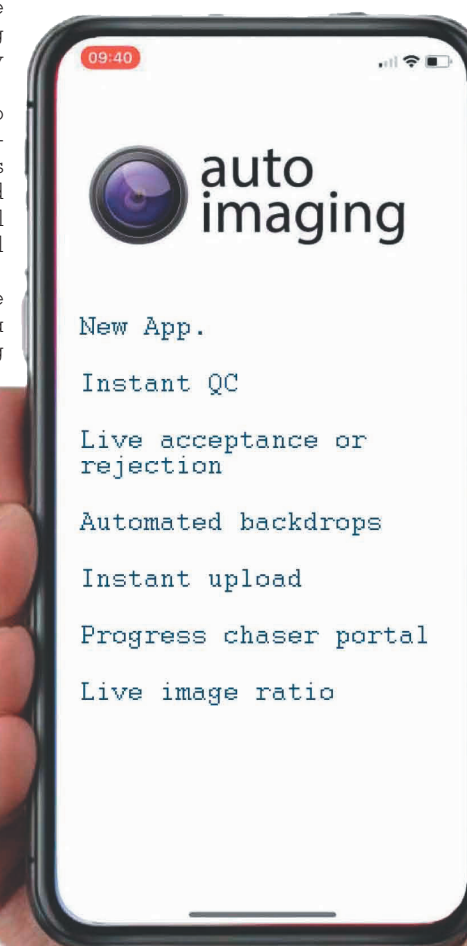 09:40
auto
imaging
New App.
Instant QC
Live acceptance or
rejection
Automated backdrops
Instant upload
Progress chaser portal
Live image ratio